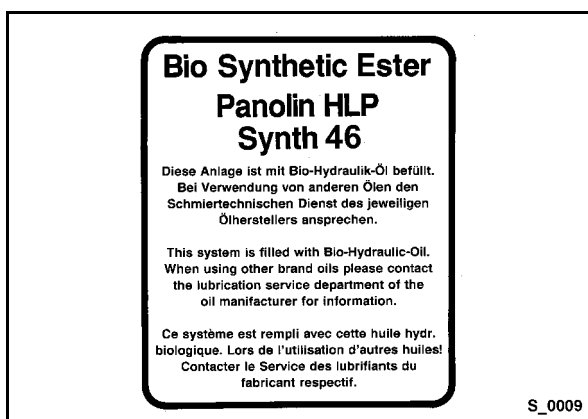 Bio Synthetic Ester
Panolin HLP
Synth 46
Diese Anlage ist mit Bio-Hydraulik-Öl befüllt.
Bei Verwendung von anderen Ölen den
Schmiertechnischen Dienst des jeweiligen
Ölherstellers ansprechen.
This system is filled with Bio-Hydraulic-Oil.
When using other brand oils please contact
the lubrication service department of the
oil manifacturer for information.
Ce système est rempli avec cette huile hydr.
biologique. Lors de l'utiIisation d'autres huiles!
Contacter le Service des lubrifiants du
fabricant respectif.
S_0009